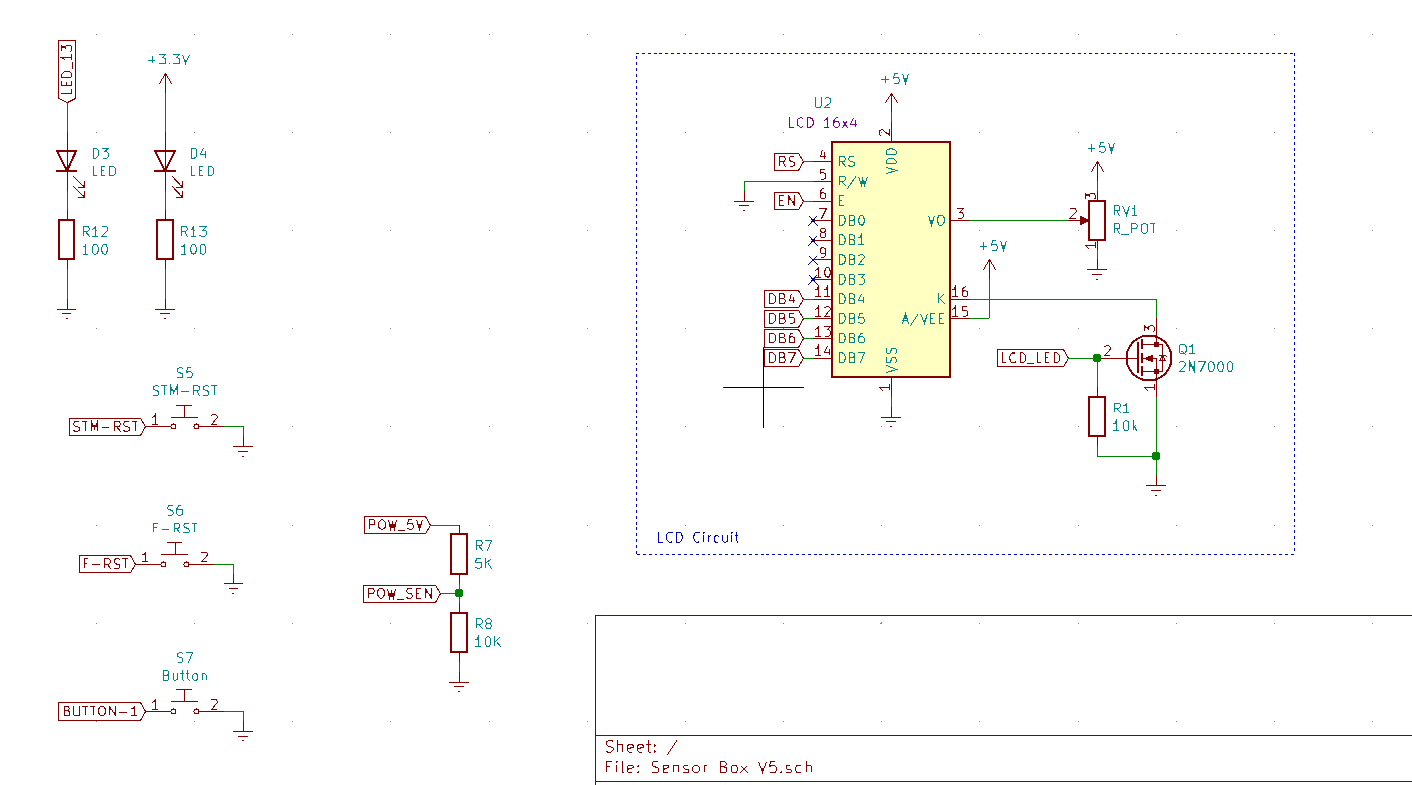 LED_13
+3.3V
D3
LED
D4
LED
R12
100
R13
100
S5
STM-RST
STM-RST
1
2
S6
F-RST
F-RST
1
2
S7
Button
BUTTON-1
1
2
POW_5V
R7
5K
POW_SEN
R8
10K
+5V
U2
LCD 16x4
2
VDD
RS
4
RS
5
R/W
EN
6
E
7
DB0
8
DB1
9
DB2
10
DB3
DB4
11
DB4
DB5
12
DB5
DB6
13
DB6
DB7
14
DB7
VO
3
K
16
A/VEE
15
VSS
1
+5V
+5V
3
2
RV1
R_POT
1
LCD_LED
2
3
Q1
2N7000
1
R1
10k
LCD Circuit
Sheet: /
File: Sensor Box V5.sch